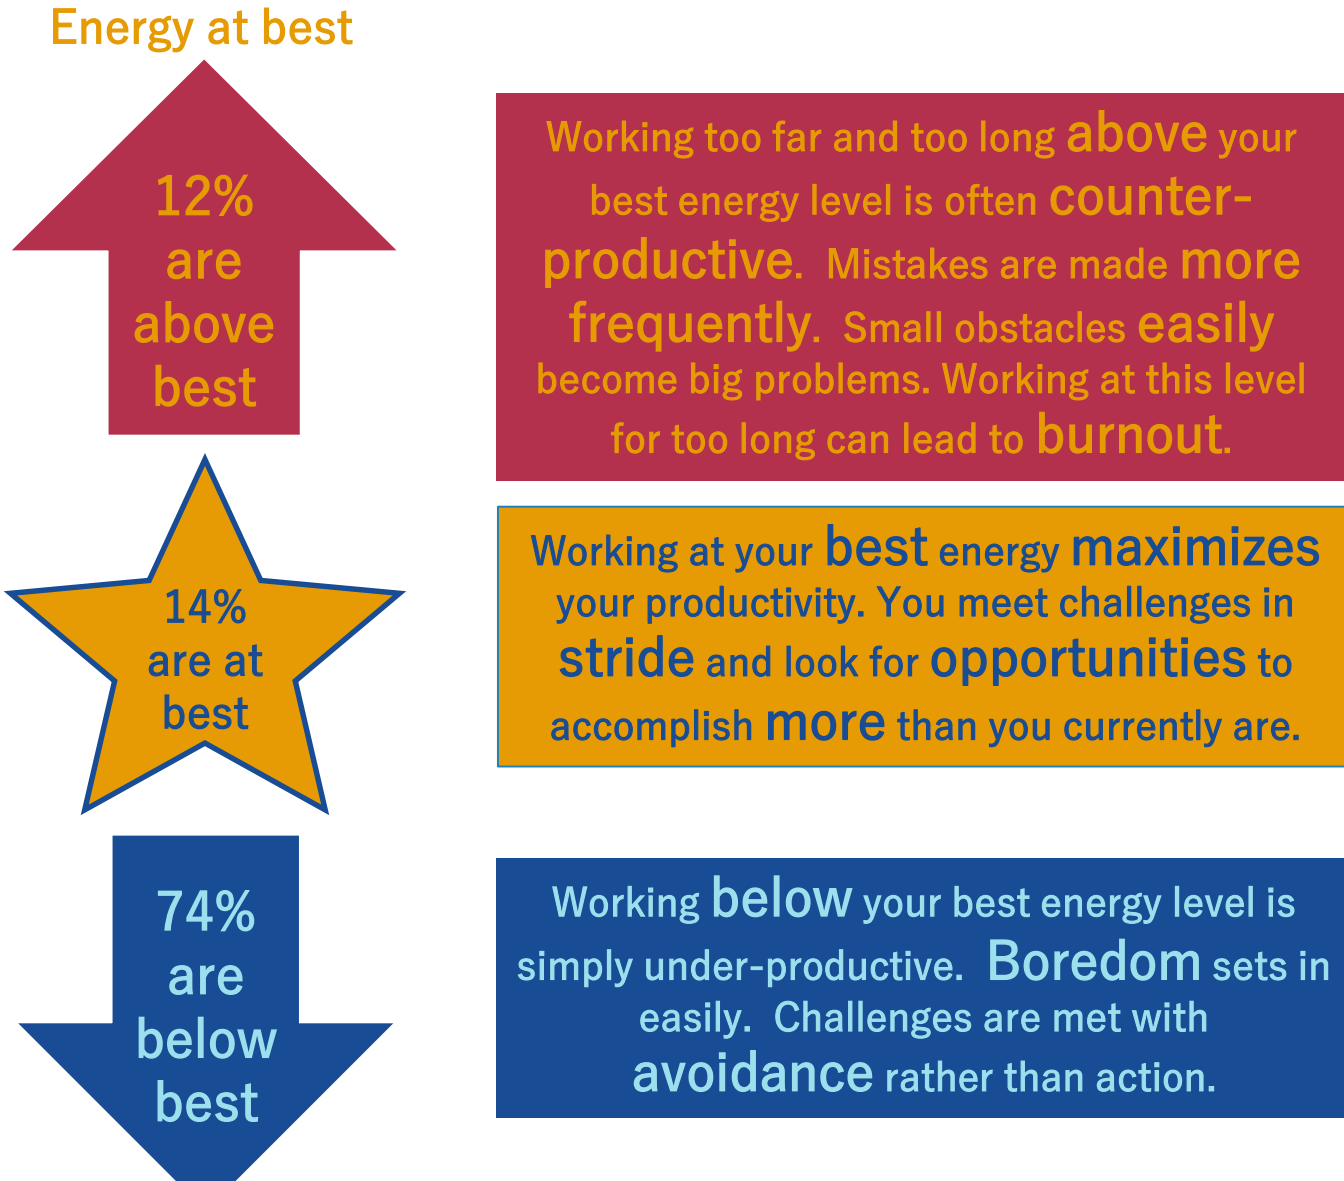 Energy at best
12%
are
above
best
Working too far and too long above your
best energy level is often counter-
productive. Mistakes are made more
frequently. Small obstacles easily
become big problems. Working at this level
for too long can lead to burnout.
14%
are at
best
Working at your best energy maximizes
your productivity. You meet challenges in
stride and look for opportunities to
accomplish more than you currently are.
74%
are
below
best
Working below your best energy level is
simply under-productive. Boredom sets in
easily. Challenges are met with
avoidance rather than action.